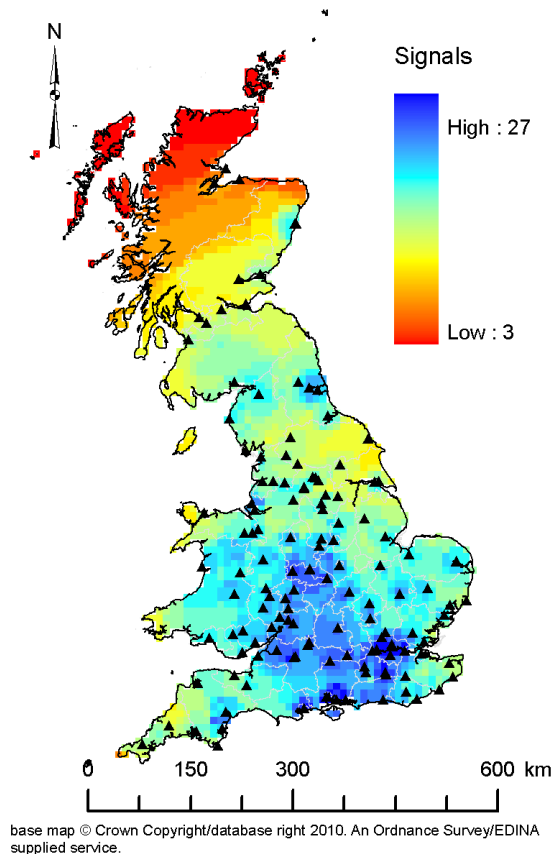 N
Signals
High : 27
Low : 3
0 150 300 600 km
base map © Crown Copyright/database right 2010. An Ordnance Survey/EDINA
supplied service.